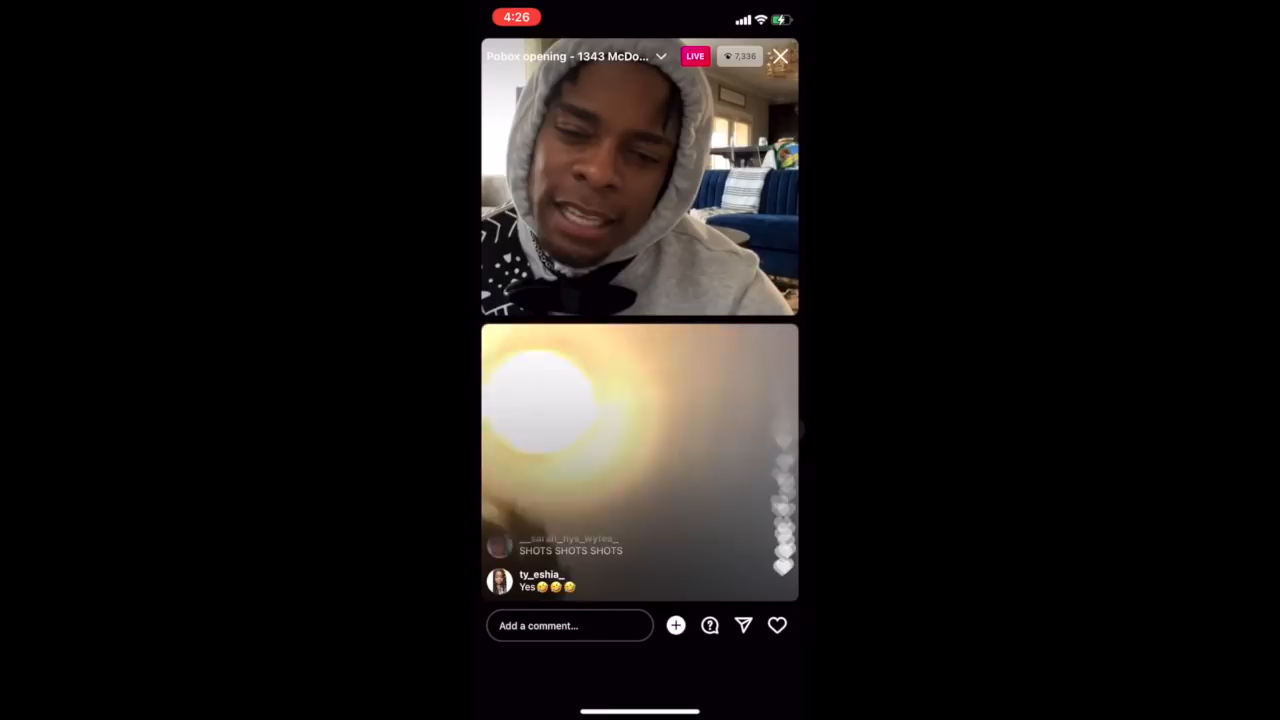 4:26
Pobox opening - 1343 McDo...
LIVE
7,336
SHOTS SHOTS SHOTS
ty_eshia_
Yes🤣🤣🤣
Add a comment...